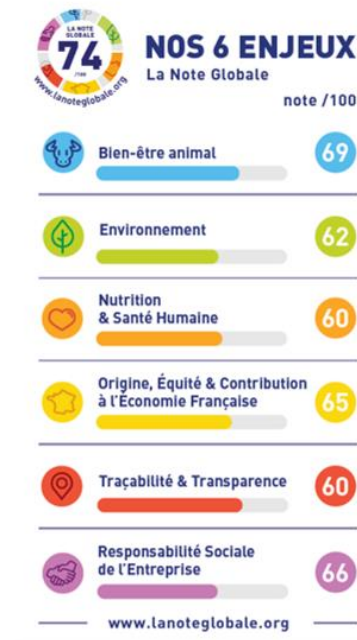 LA NOTE
GLOBALE
74
/100
www.lanoteglobale.org
NOS 6 ENJEUX
La Note Globale
note /100
Bien-être animal
69
Environnement
62
Nutrition
& Santé Humaine
60
Origine, Équité & Contribution
à l'Économie Française
65
Traçabilité & Transparence
60
Responsabilité Sociale
de l'Entreprise
66
www.lanoteglobale.org